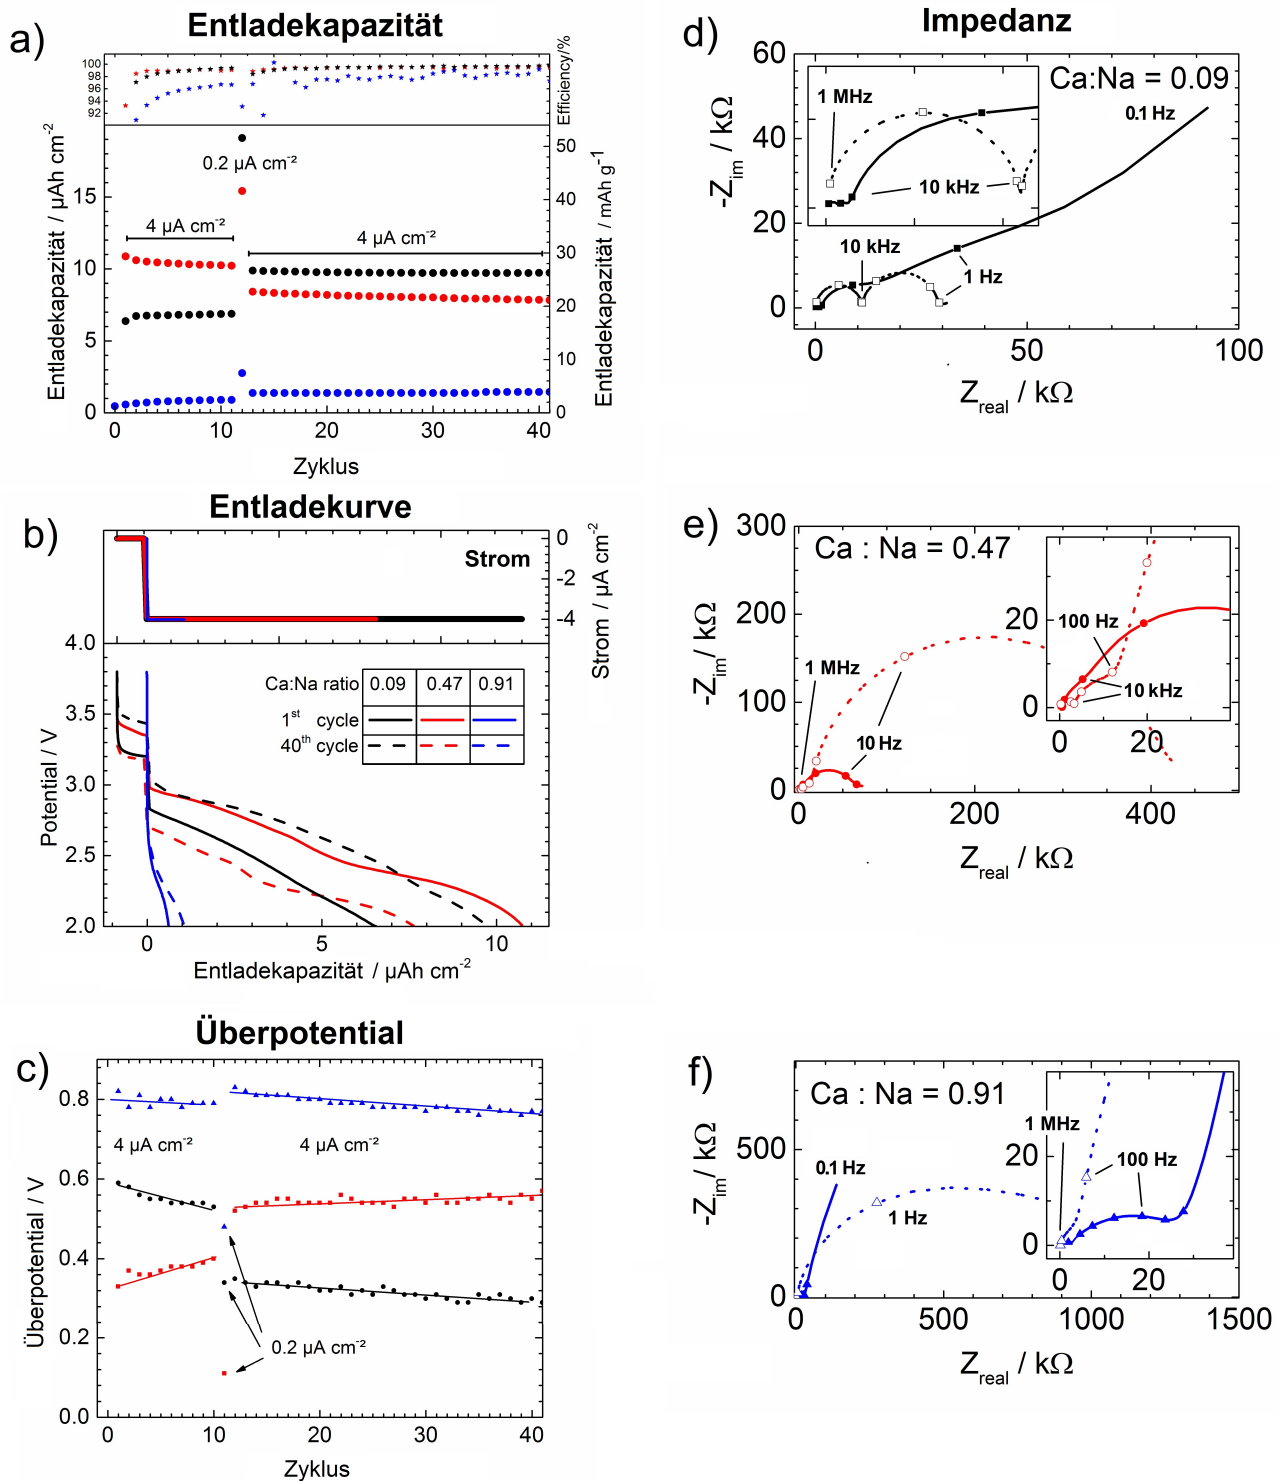 a)
Entladekapazität
100
98
96
94
92
Efficiency/%
0.2 µA cm⁻²
4 µA cm⁻²
4 µA cm⁻²
Entladekapazität / µAh cm⁻²
15
10
5
0
50
40
30
20
10
0
Entladekapazität / mAh g⁻¹
0 10 20 30 40
Zyklus
b)
Entladekurve
Strom
0
-2
-4
Strom / µA cm⁻²
4.0
3.5
3.0
2.5
2.0
Potential / V
Ca:Na ratio 0.09 0.47 0.91
1ˢᵗ cycle
40ᵗʰ cycle
0 5 10
Entladekapazität / µAh cm⁻²
c)
Überpotential
0.8
0.6
0.4
0.2
0.0
Überpotential / V
4 µA cm⁻²
4 µA cm⁻²
0.2 µA cm⁻²
0 10 20 30 40
Zyklus
d)
Impedanz
Ca:Na = 0.09
60
40
20
0
-Zim / kΩ
1 MHz
10 kHz
0.1 Hz
10 kHz
1 Hz
0 50 100
Zreal / kΩ
e)
Ca : Na = 0.47
300
200
100
0
-Zim/ kΩ
1 MHz
10 Hz
20
0
100 Hz
10 kHz
0 20
0 200 400
Zreal / kΩ
f)
Ca : Na = 0.91
500
0
-Zim/ kΩ
0.1 Hz
1 Hz
1 MHz
20
0
100 Hz
0 20
0 500 1000 1500
Zreal / kΩ